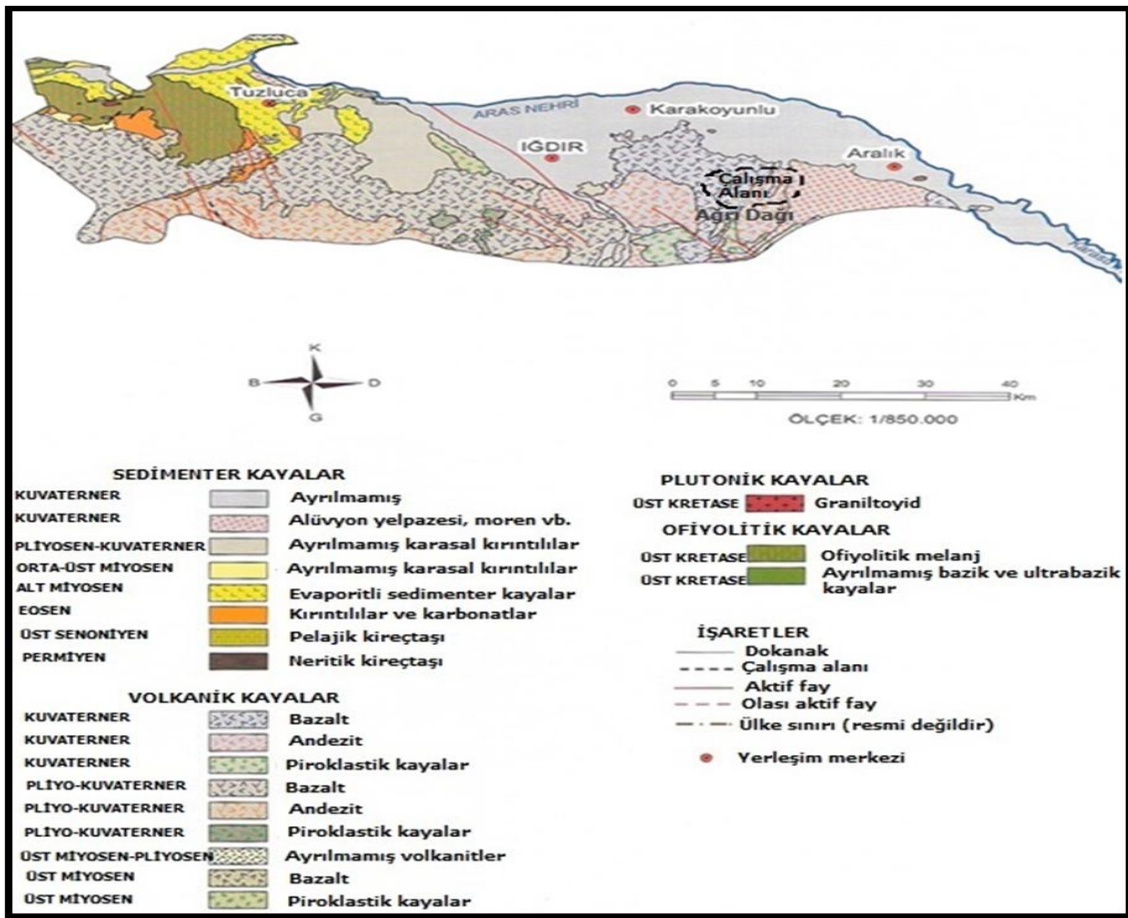 Tuzluca
ARAS NEHRİ
Karakoyunlu
IĞDIR
Aralık
Çalışma
Alanı
Ağrı Dağı
Karasu
K
B D
G
0 5 10 20 30 40
Km
ÖLÇEK: 1/850.000
SEDİMENTER KAYALAR
KUVATERNER Ayrılmamış
KUVATERNER Alüvyon yelpazesi, moren vb.
PLİYOSEN-KUVATERNER Ayrılmamış karasal kırıntılılar
ORTA-ÜST MİYOSEN Ayrılmamış karasal kırıntılılar
ALT MİYOSEN Evaporitli sedimenter kayalar
EOSEN Kırıntılılar ve karbonatlar
ÜST SENONİYEN Pelajik kireçtaşı
PERMİYEN Neritik kireçtaşı
VOLKANİK KAYALAR
KUVATERNER Bazalt
KUVATERNER Andezit
KUVATERNER Piroklastik kayalar
PLİYO-KUVATERNER Bazalt
PLİYO-KUVATERNER Andezit
PLİYO-KUVATERNER Piroklastik kayalar
ÜST MİYOSEN-PLİYOSEN Ayrılmamış volkanitler
ÜST MİYOSEN Bazalt
ÜST MİYOSEN Piroklastik kayalar
PLUTONİK KAYALAR
ÜST KRETASE Graniltoyid
OFİYOLİTİK KAYALAR
ÜST KRETASE Ofiyolitik melanj
ÜST KRETASE Ayrılmamış bazik ve ultrabazik
kayalar
İŞARETLER
Dokanak
Çalışma alanı
Aktif fay
Olası aktif fay
Ülke sınırı (resmi değildir)
Yerleşim merkezi